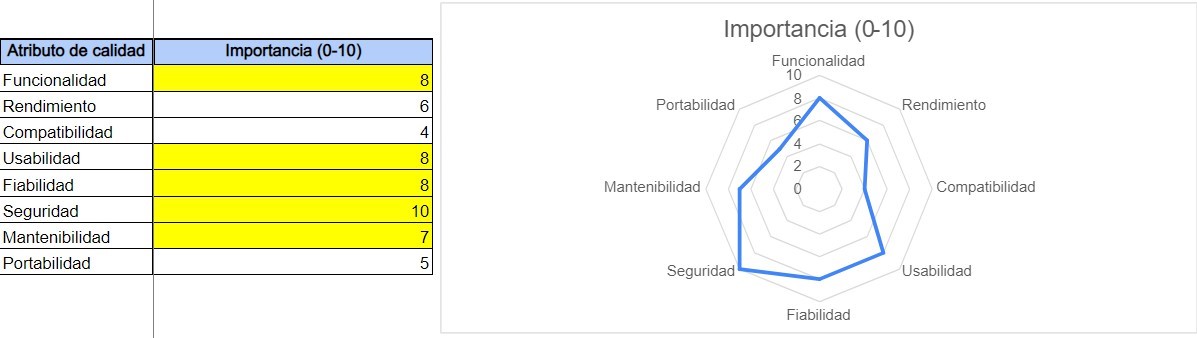 Atributo de calidad Importancia (0-10)
Funcionalidad 8
Rendimiento 6
Compatibilidad 4
Usabilidad 8
Fiabilidad 8
Seguridad 10
Mantenibilidad 7
Portabilidad 5
Importancia (0-10)
Funcionalidad
10
Portabilidad 8 Rendimiento
6
4
2
Mantenibilidad 0 Compatibilidad
Seguridad Usabilidad
Fiabilidad